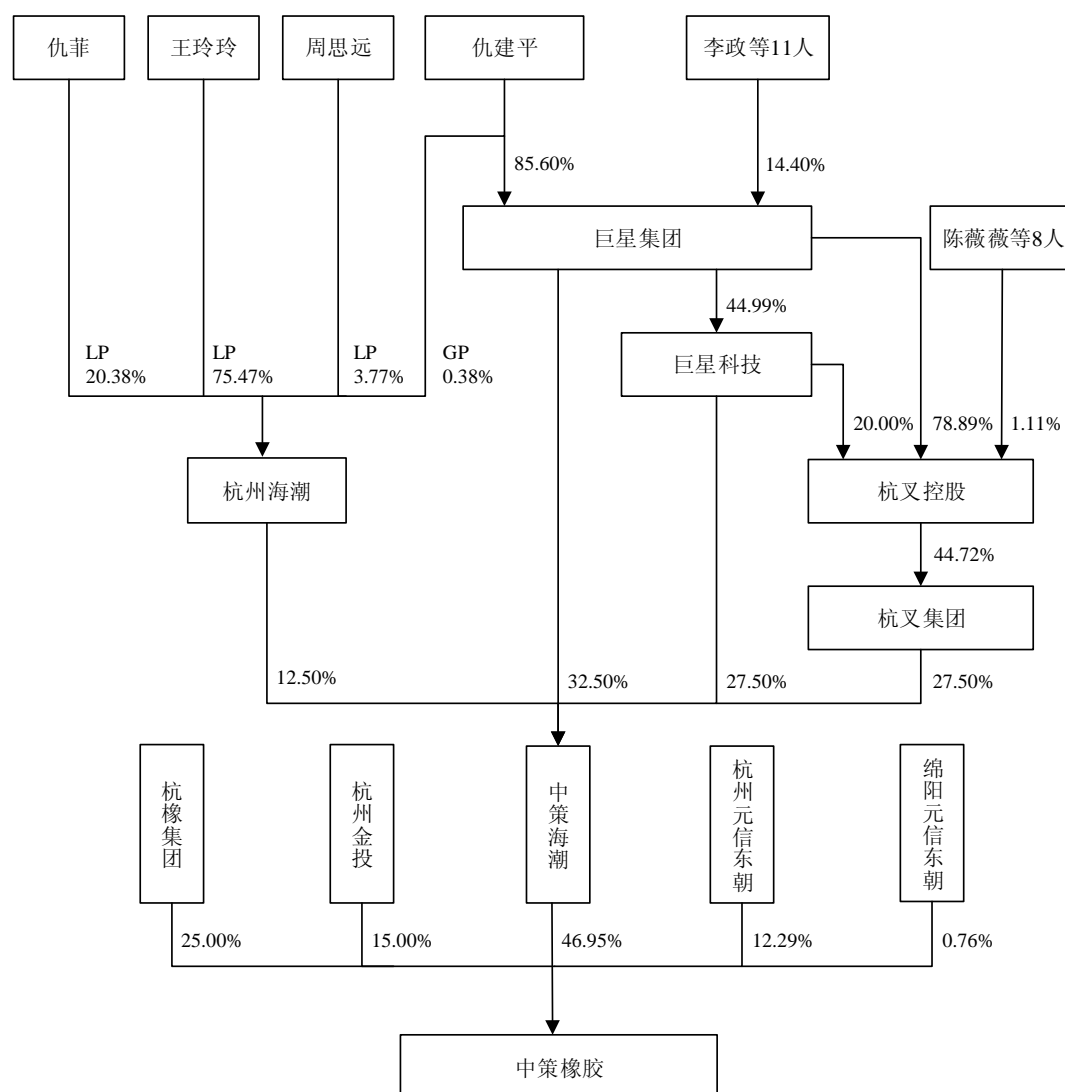 仇菲
王玲玲
周思远
仇建平
李政等11人
85.60%
14.40%
巨星集团
陈薇薇等8人
44.99%
巨星科技
LP
20.38%
LP
75.47%
LP
3.77%
GP
0.38%
20.00%
78.89%
1.11%
杭州海潮
杭叉控股
44.72%
杭叉集团
12.50%
32.50%
27.50%
27.50%
杭橡集团
杭州金投
中策海潮
杭州元信东朝
绵阳元信东朝
25.00%
15.00%
46.95%
12.29%
0.76%
中策橡胶